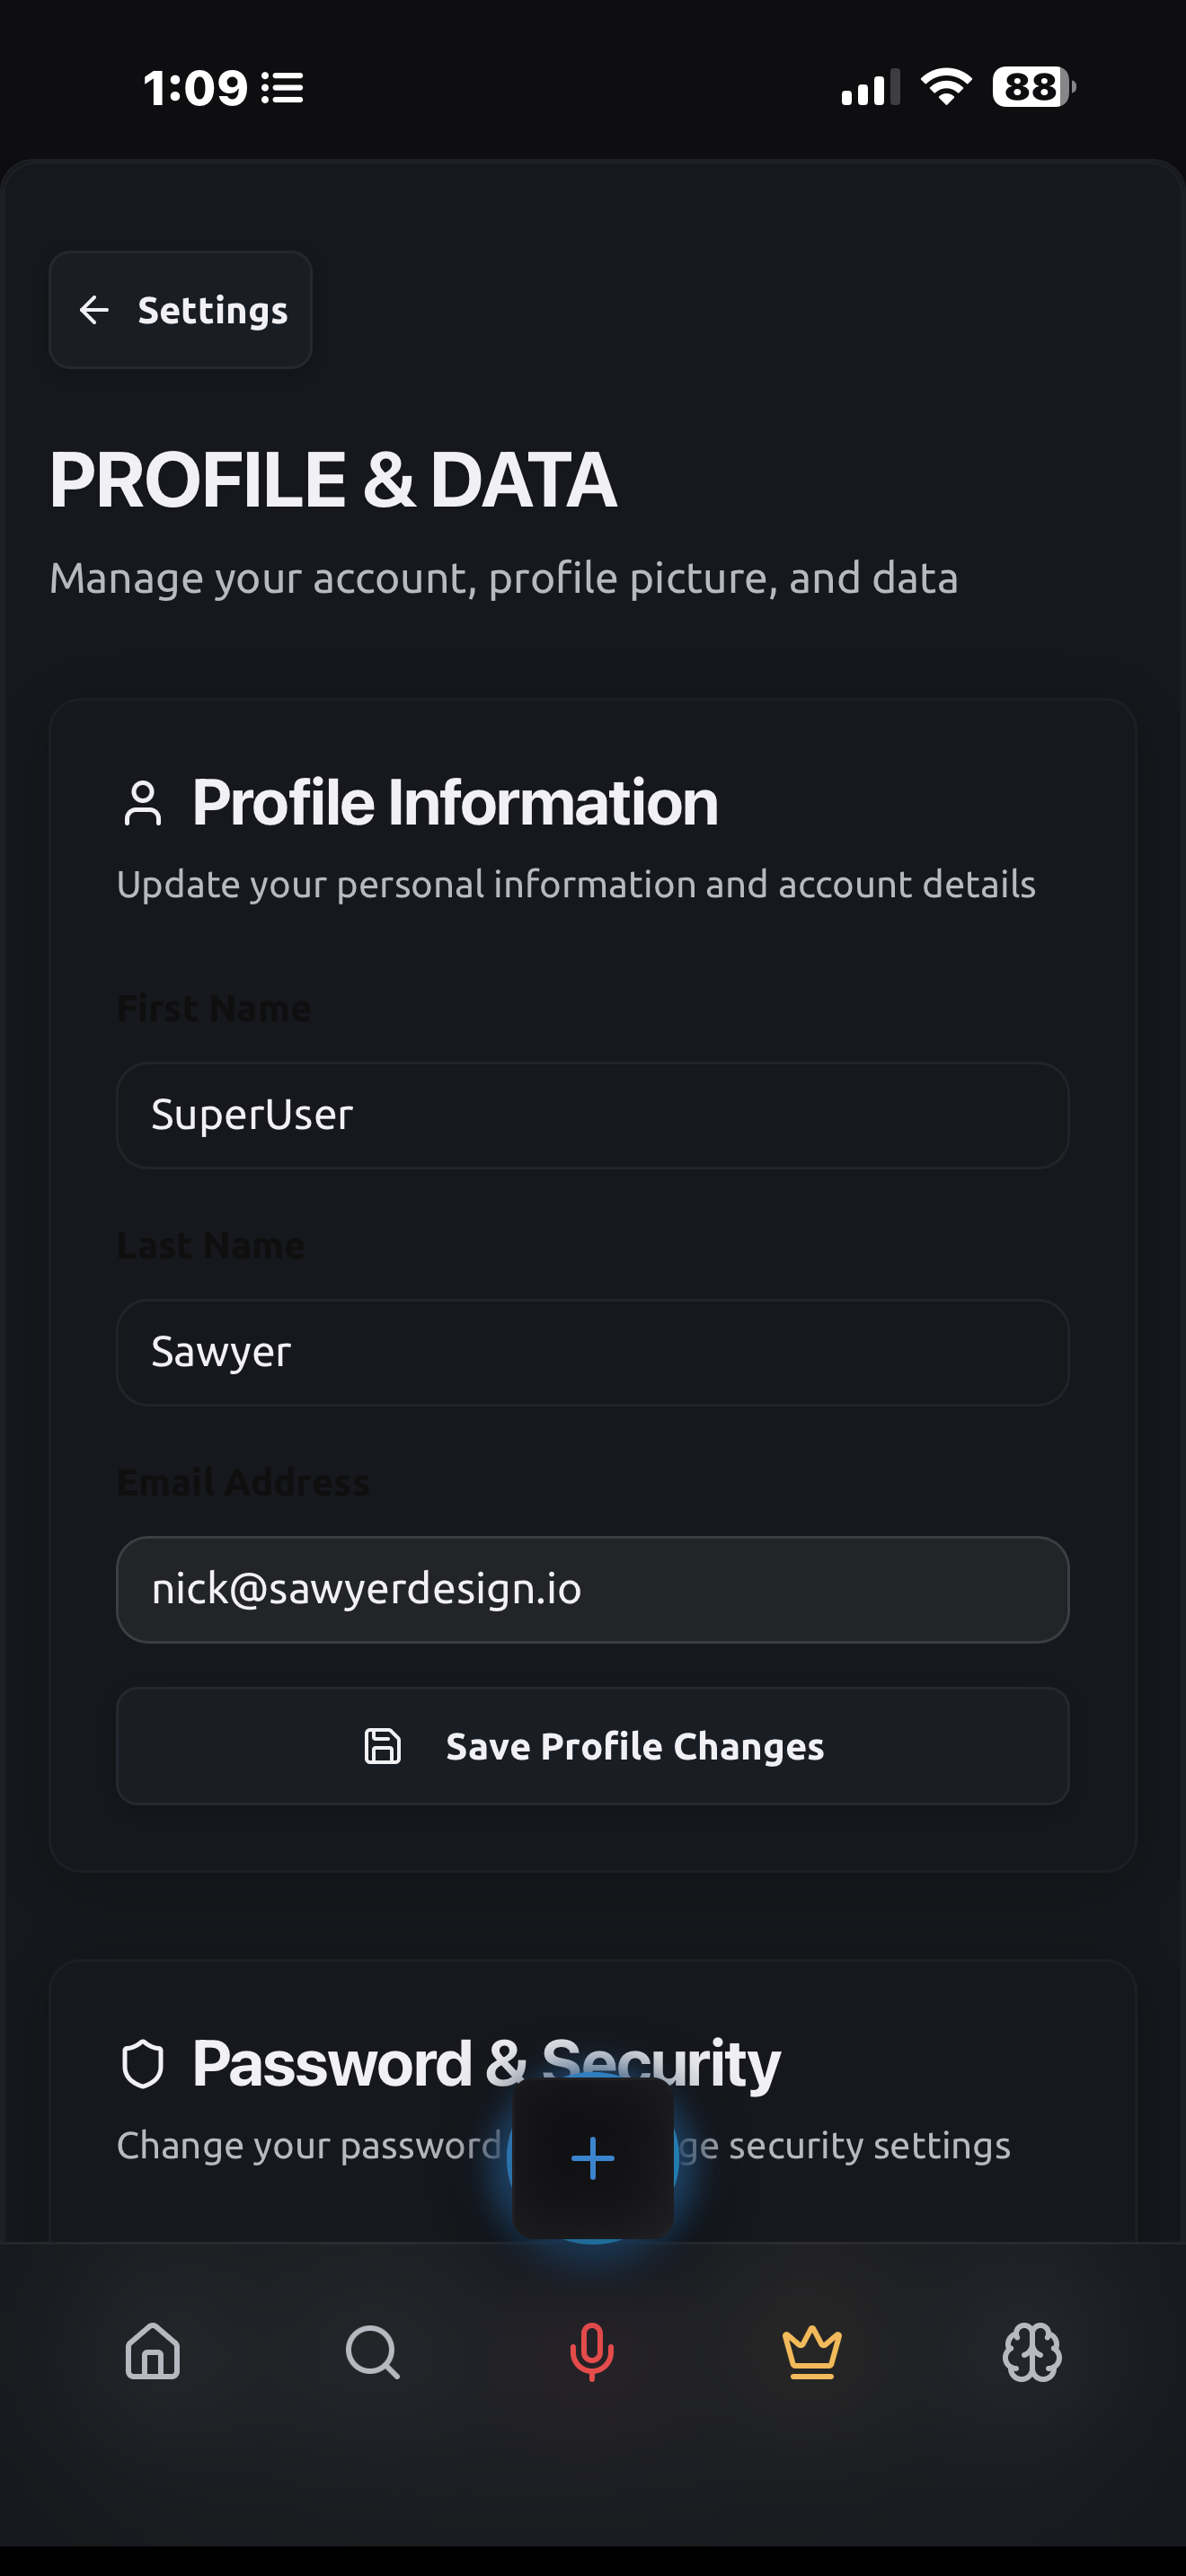 1:09
88
Settings
PROFILE & DATA
Manage your account, profile picture, and data
Profile Information
Update your personal information and account details
First Name
SuperUser
Last Name
Sawyer
Email Address
nick@sawyerdesign.io
Save Profile Changes
Password & Security
Change your password security settings